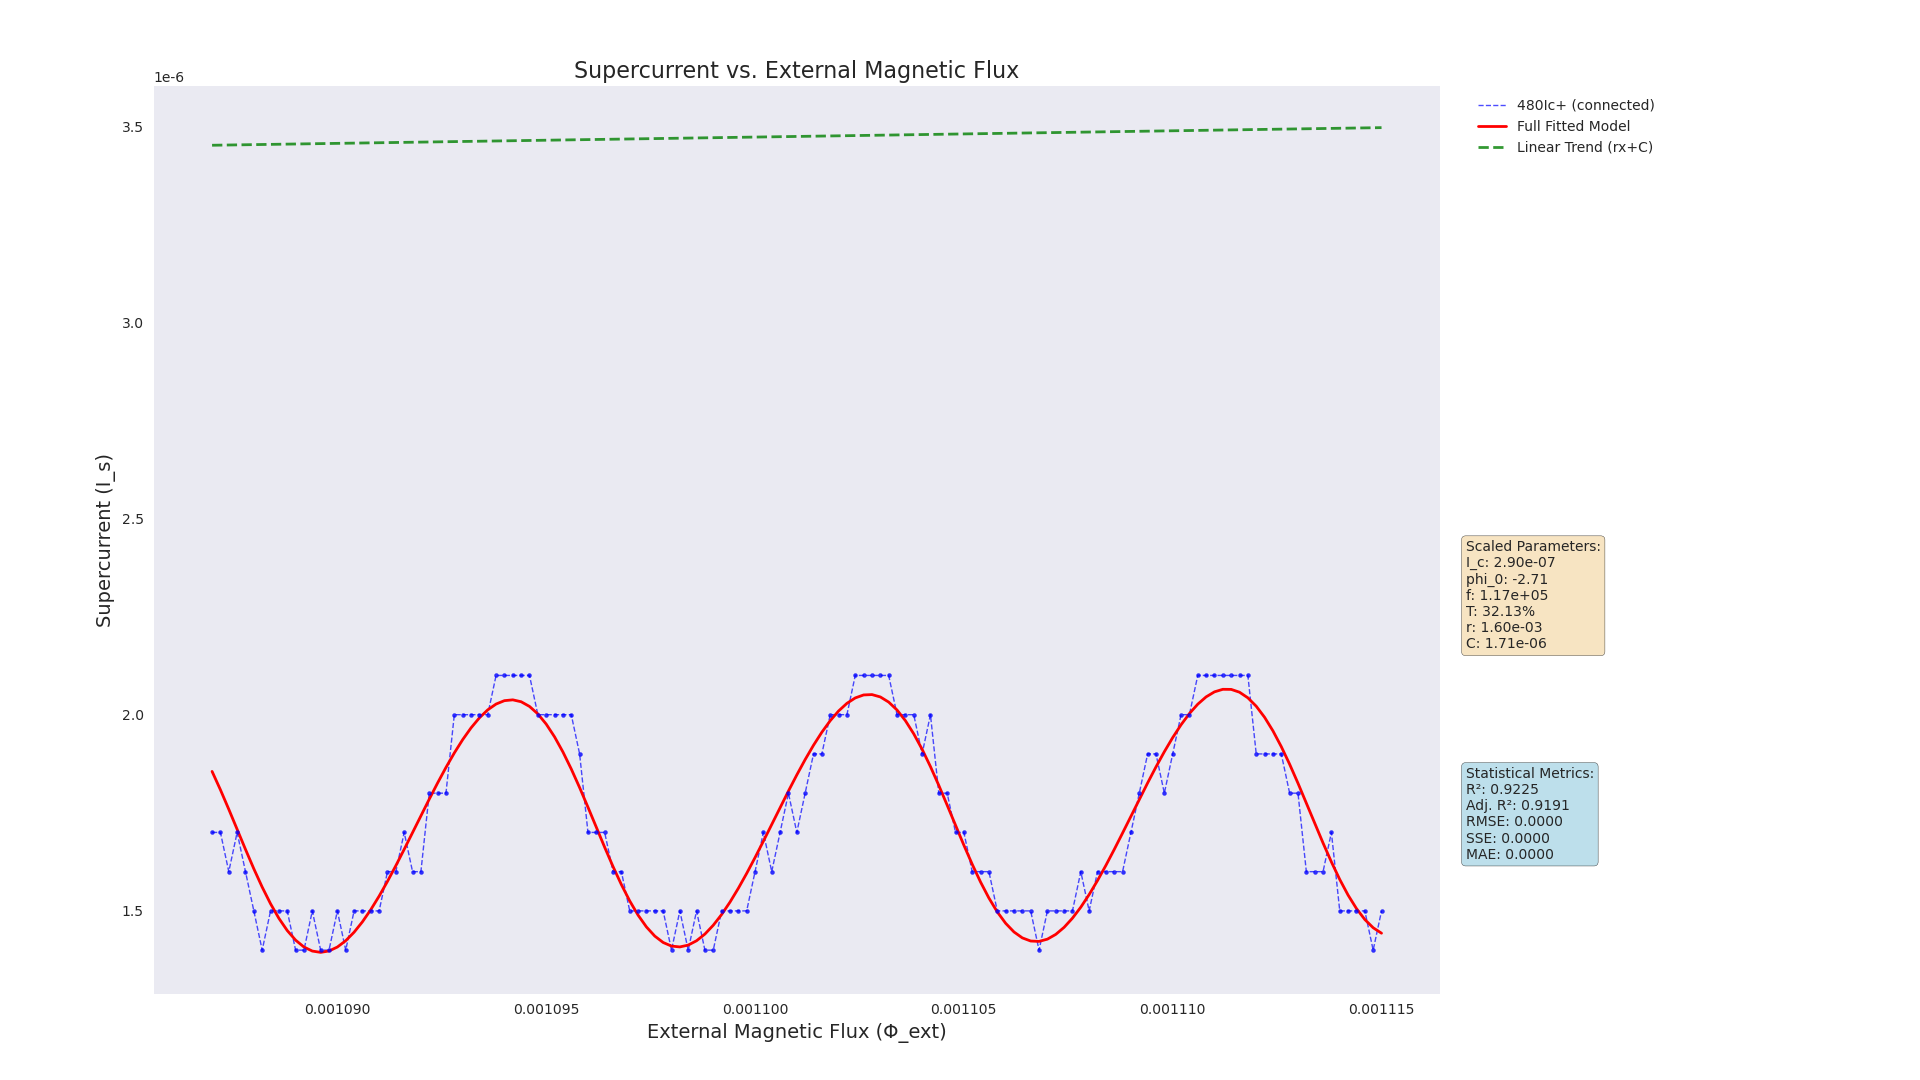 Supercurrent vs. External Magnetic Flux
1e-6
3.5
3.0
2.5
2.0
1.5
Supercurrent (I_s)
0.001090
0.001095
0.001100
0.001105
0.001110
0.001115
External Magnetic Flux (Φ_ext)
480Ic+ (connected)
Full Fitted Model
Linear Trend (rx+C)
Scaled Parameters:
I_c: 2.90e-07
phi_0: -2.71
f: 1.17e+05
T: 32.13%
r: 1.60e-03
C: 1.71e-06
Statistical Metrics:
R²: 0.9225
Adj. R²: 0.9191
RMSE: 0.0000
SSE: 0.0000
MAE: 0.0000